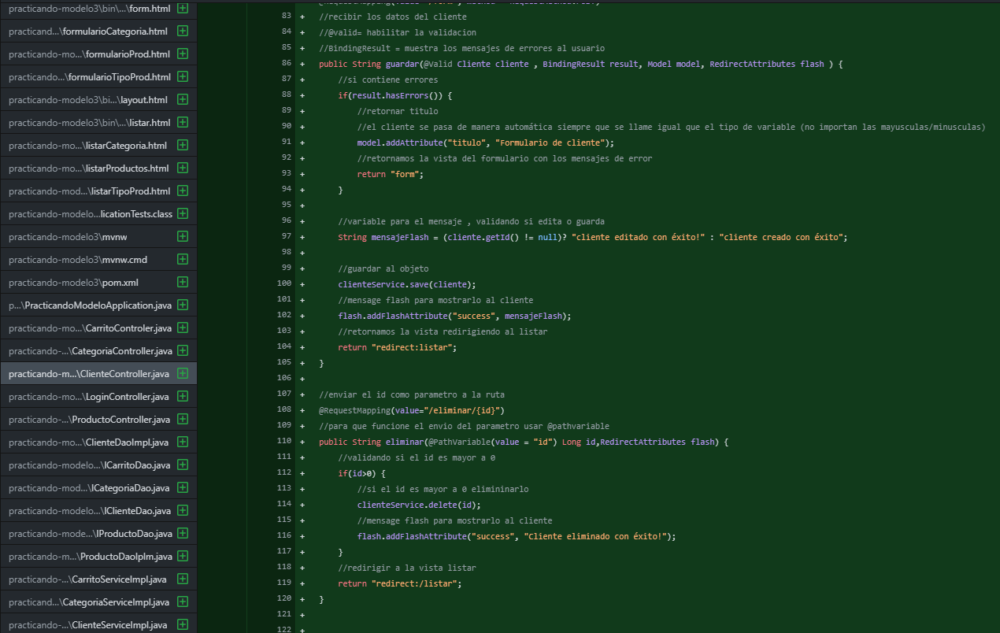 practicando-modelo3\bin\...\form.html
practicand...\formularioCategoria.html
practicando-mo...\formularioProd.html
practicando...\formularioTipoProd.html
practicando-modelo3\bi...\layout.html
practicando-modelo3\bin\...\listar.html
practicando-mo...\listarCategoria.html
practicando-mo...\listarProductos.html
practicando-mod...\listarTipoProd.html
practicando-modelo...licationTests.class
practicando-modelo3\mvnw
practicando-modelo3\mvnw.cmd
practicando-modelo3\pom.xml
p...\PracticandoModeloApplication.java
practicando-mo...\CarritoControler.java
practicando-...\CategoriaController.java
practicando-m...\ClienteController.java
practicando-mo...\LoginController.java
practicando-...\ProductoController.java
practicando-mo...\ClienteDaoImpl.java
practicando-modelo...\ICarritoDao.java
practicando-mod...\ICategoriaDao.java
practicando-modelo...\IClienteDao.java
practicando-mode...\IProductoDao.java
practicando-m...\ProductoDaoIplm.java
practicando-...\CarritoServiceImpl.java
practicand...\CategoriaServiceImpl.java
practicando-...\ClienteServiceImpl.java
83 + //recibir los datos del cliente
84 + //@valid= habilitar la validacion
85 + //BindingResult = muestra los mensajes de errores al usuario
86 + public String guardar(@Valid Cliente cliente , BindingResult result, Model model, RedirectAttributes flash ) {
87 + //si contiene errores
88 + if(result.hasErrors()) {
89 + //retornar titulo
90 + //el cliente se pasa de manera automática siempre que se llame igual que el tipo de variable (no importan las mayusculas/minusculas)
91 + model.addAttribute("titulo", "Formulario de cliente");
92 + //retornamos la vista del formulario con los mensajes de error
93 + return "form";
94 + }
95 +
96 + //variable para el mensaje , validando si edita o guarda
97 + String mensajeFlash = (cliente.getId() != null)? "cliente editado con éxito!" : "cliente creado con éxito";
98 +
99 + //guardar al objeto
100 + clienteService.save(cliente);
101 + //mensage flash para mostrarlo al cliente
102 + flash.addFlashAttribute("success", mensajeFlash);
103 + //retornamos la vista redirigiendo al listar
104 + return "redirect:listar";
105 + }
106 +
107 + //enviar el id como parametro a la ruta
108 + @RequestMapping(value="/eliminar/{id}")
109 + //para que funcione el envio del parametro usar @pathvariable
110 + public String eliminar(@PathVariable(value = "id") Long id,RedirectAttributes flash) {
111 + //validando si el id es mayor a 0
112 + if(id>0) {
113 + //si el id es mayor a 0 elimininarlo
114 + clienteService.delete(id);
115 + //mensage flash para mostrarlo al cliente
116 + flash.addFlashAttribute("success", "Cliente eliminado con éxito!");
117 + }
118 + //redirigir a la vista listar
119 + return "redirect:/listar";
120 + }
121 +
122 +